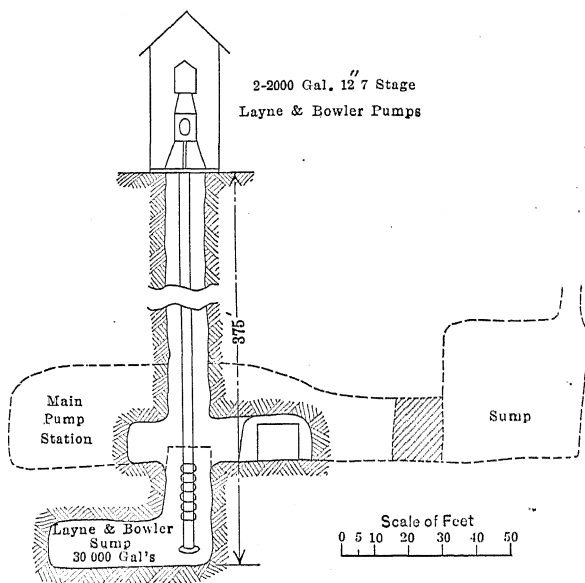 2-2000 Gal. 12" 7 Stage
Layne & Bowler Pumps
375'
Main
Pump
Station
Sump
Layne & Bowler
Sump
30 000 Gal's
Scale of Feet
0 5 10 20 30 40 50